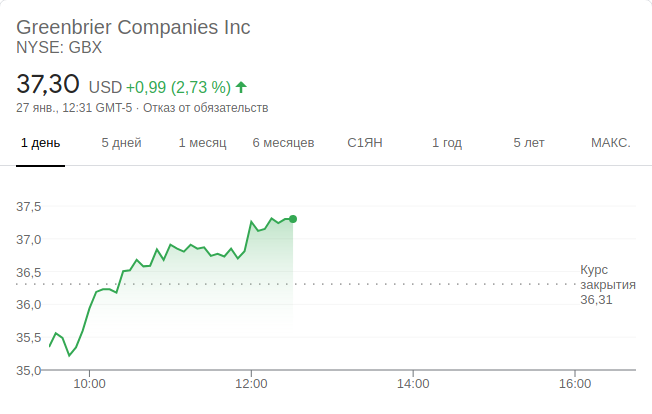 Greenbrier Companies Inc
NYSE: GBX
37,30 USD +0,99 (2,73 %)
27 янв., 12:31 GMT-5 · Отказ от обязательств
1 день 5 дней 1 месяц 6 месяцев С1ЯН 1 год 5 лет МАКС.
37,5
37,0
36,5
36,0
35,5
35,0
Курс
закрытия
36,31
10:00 12:00 14:00 16:00